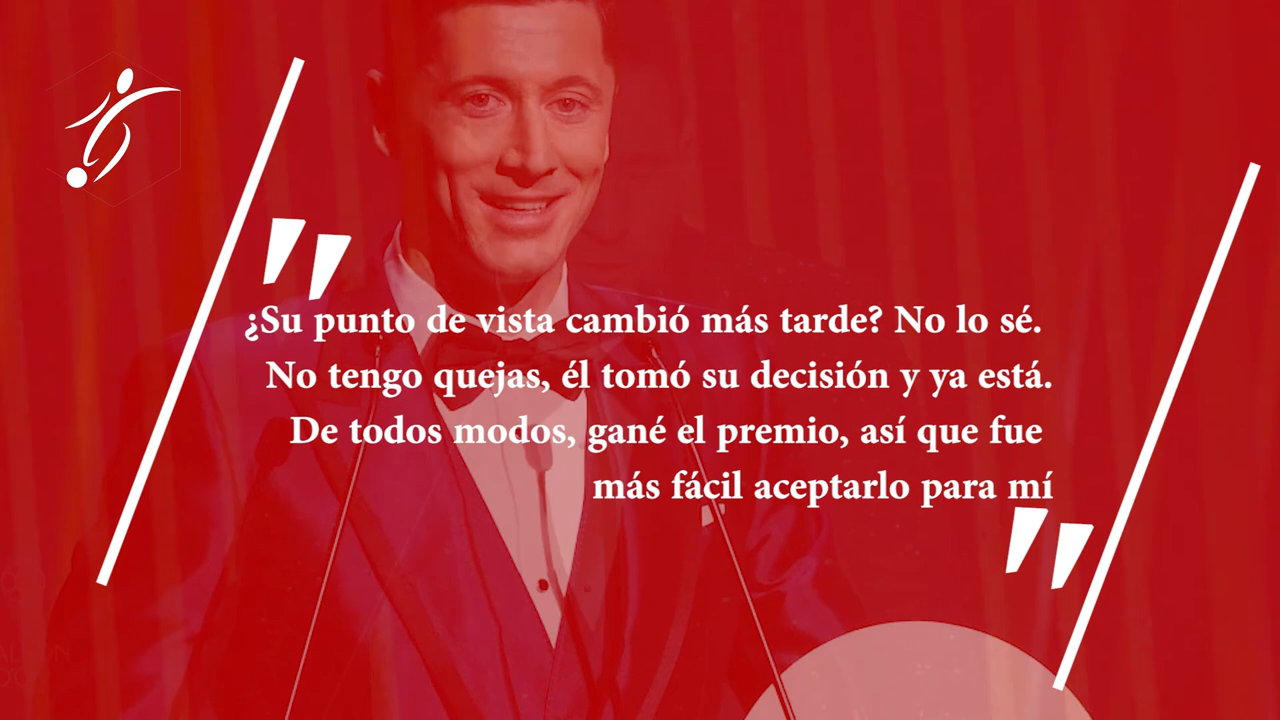 "
¿Su punto de vista cambió más tarde? No lo sé.
No tengo quejas, él tomó su decisión y ya está.
De todos modos, gané el premio, así que fue
más fácil aceptarlo para mí
"